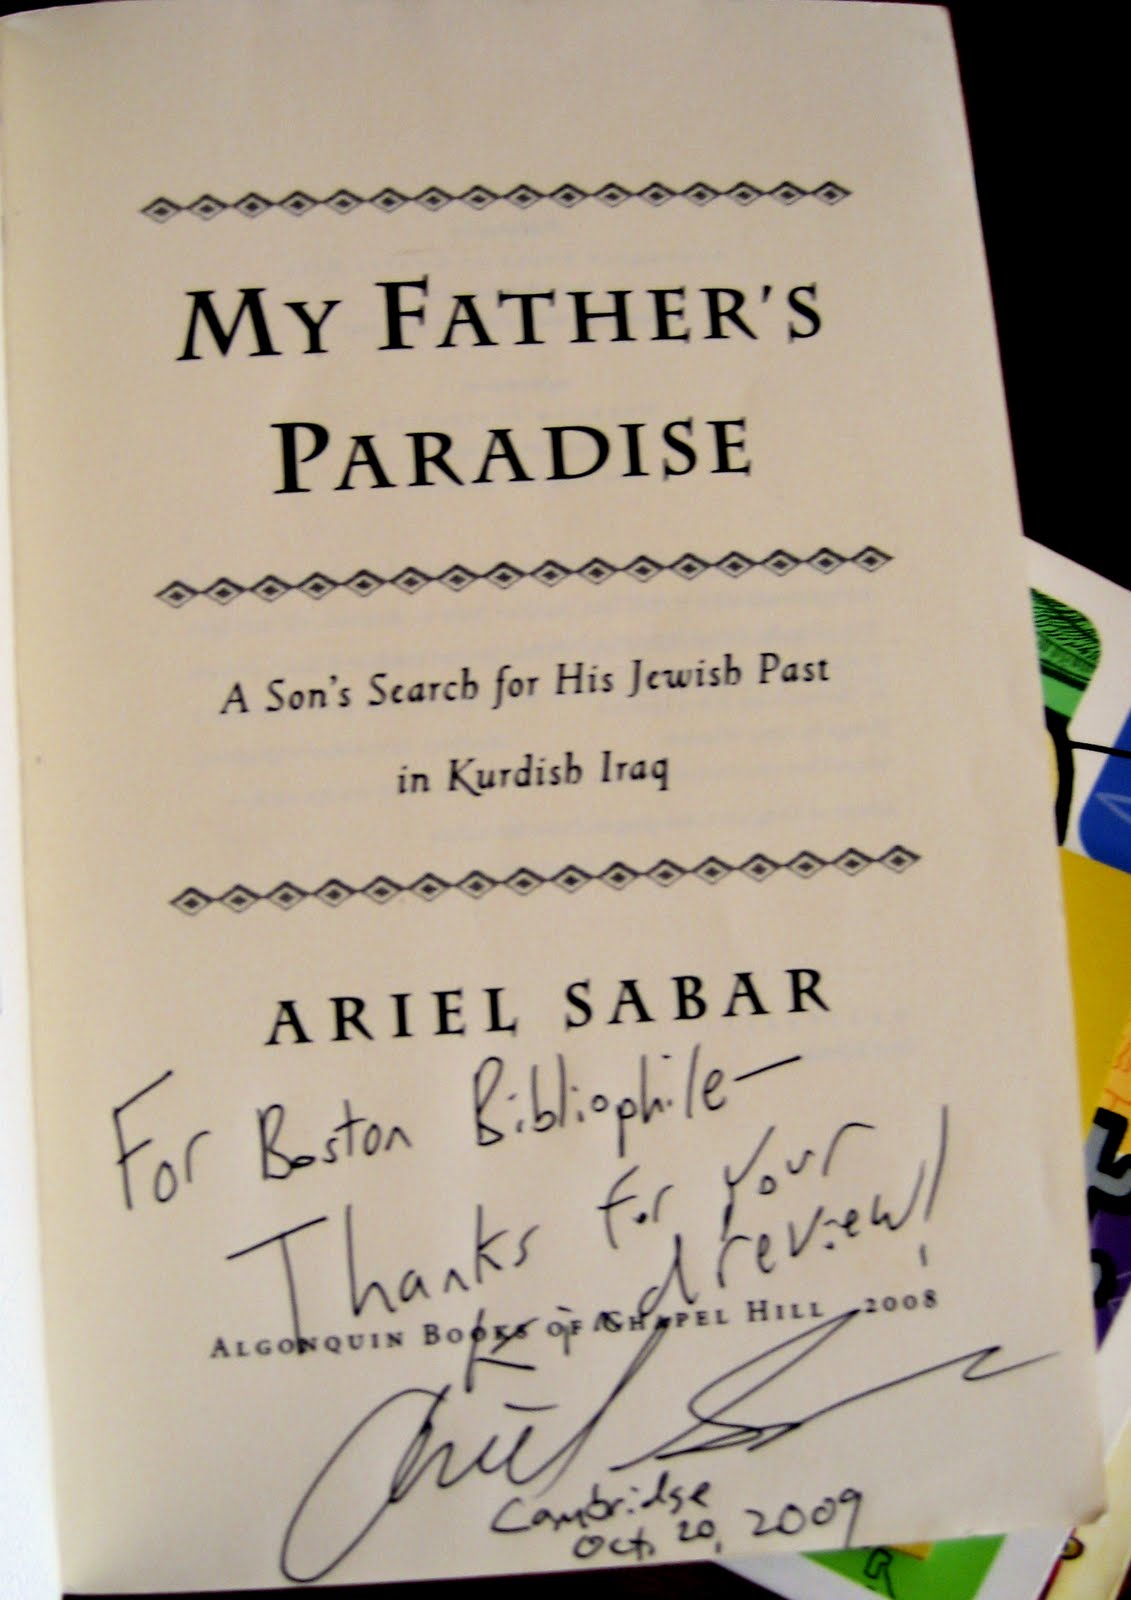 MY FATHER'S
PARADISE
A Son's Search for His Jewish Past
in Kurdish Iraq
ARIEL SABAR
For Boston Bibliophile—
Thanks for your
kind review!
ALGONQUIN BOOKS OF CHAPEL HILL 2008
Ariel S
Cambridge
Oct. 20, 2009